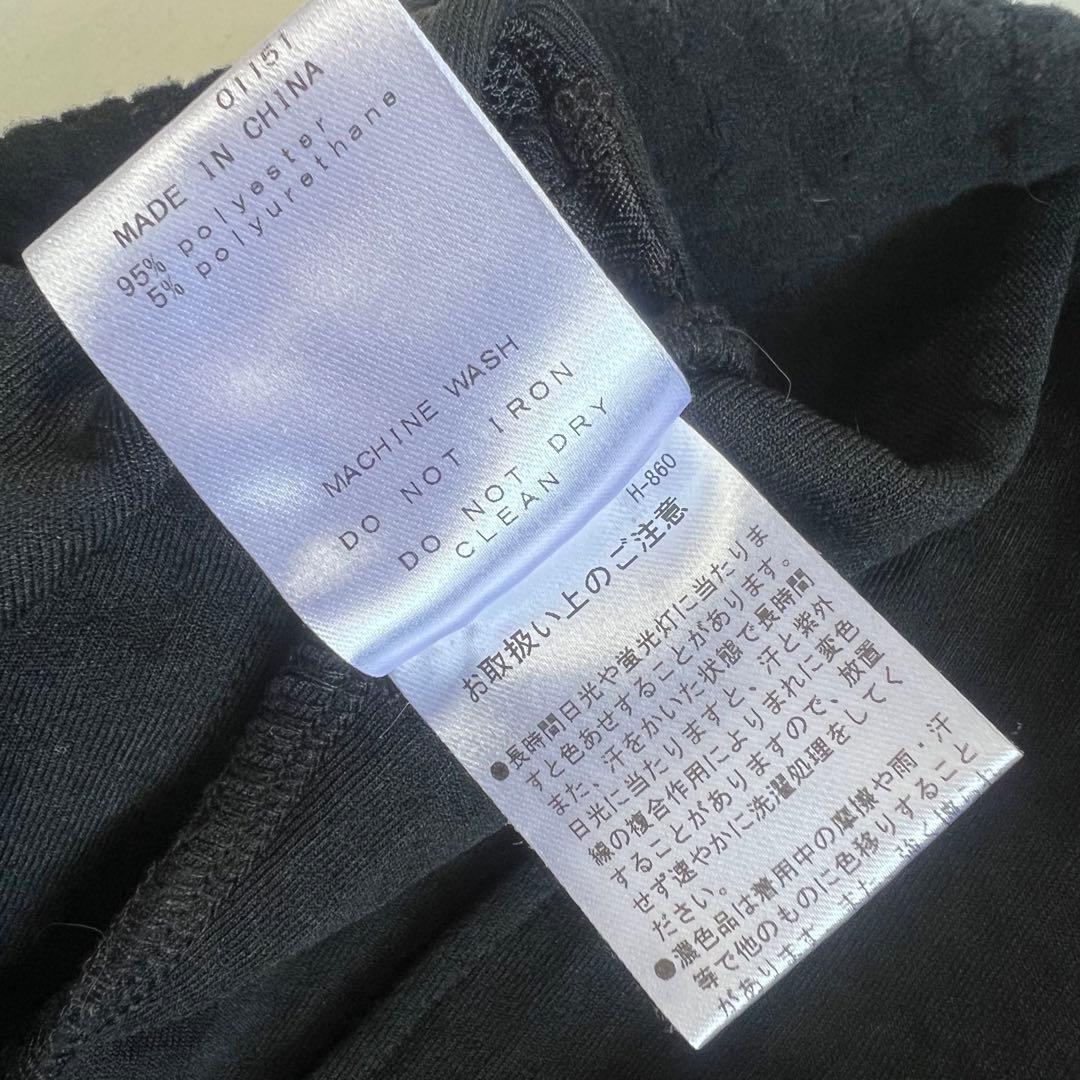 01151
MADE IN CHINA
95% polyester
5% polyurethane
MACHINE WASH
DO NOT IRON
DO NOT DRY
CLEAN
H-860
お取扱い上のご注意
●長時間日光や蛍光灯に当たりま
すと色あせすることがあります。
また、汗をかいた状態で長時間
日光に当たりますと、汗と紫外
線の複合作用によりまれに変色
することがありますので、放置
せず速やかに洗濯処理をして
ください。
●濃色品は着用中の摩擦や雨・汗
等で他のものに色移りすること
があります